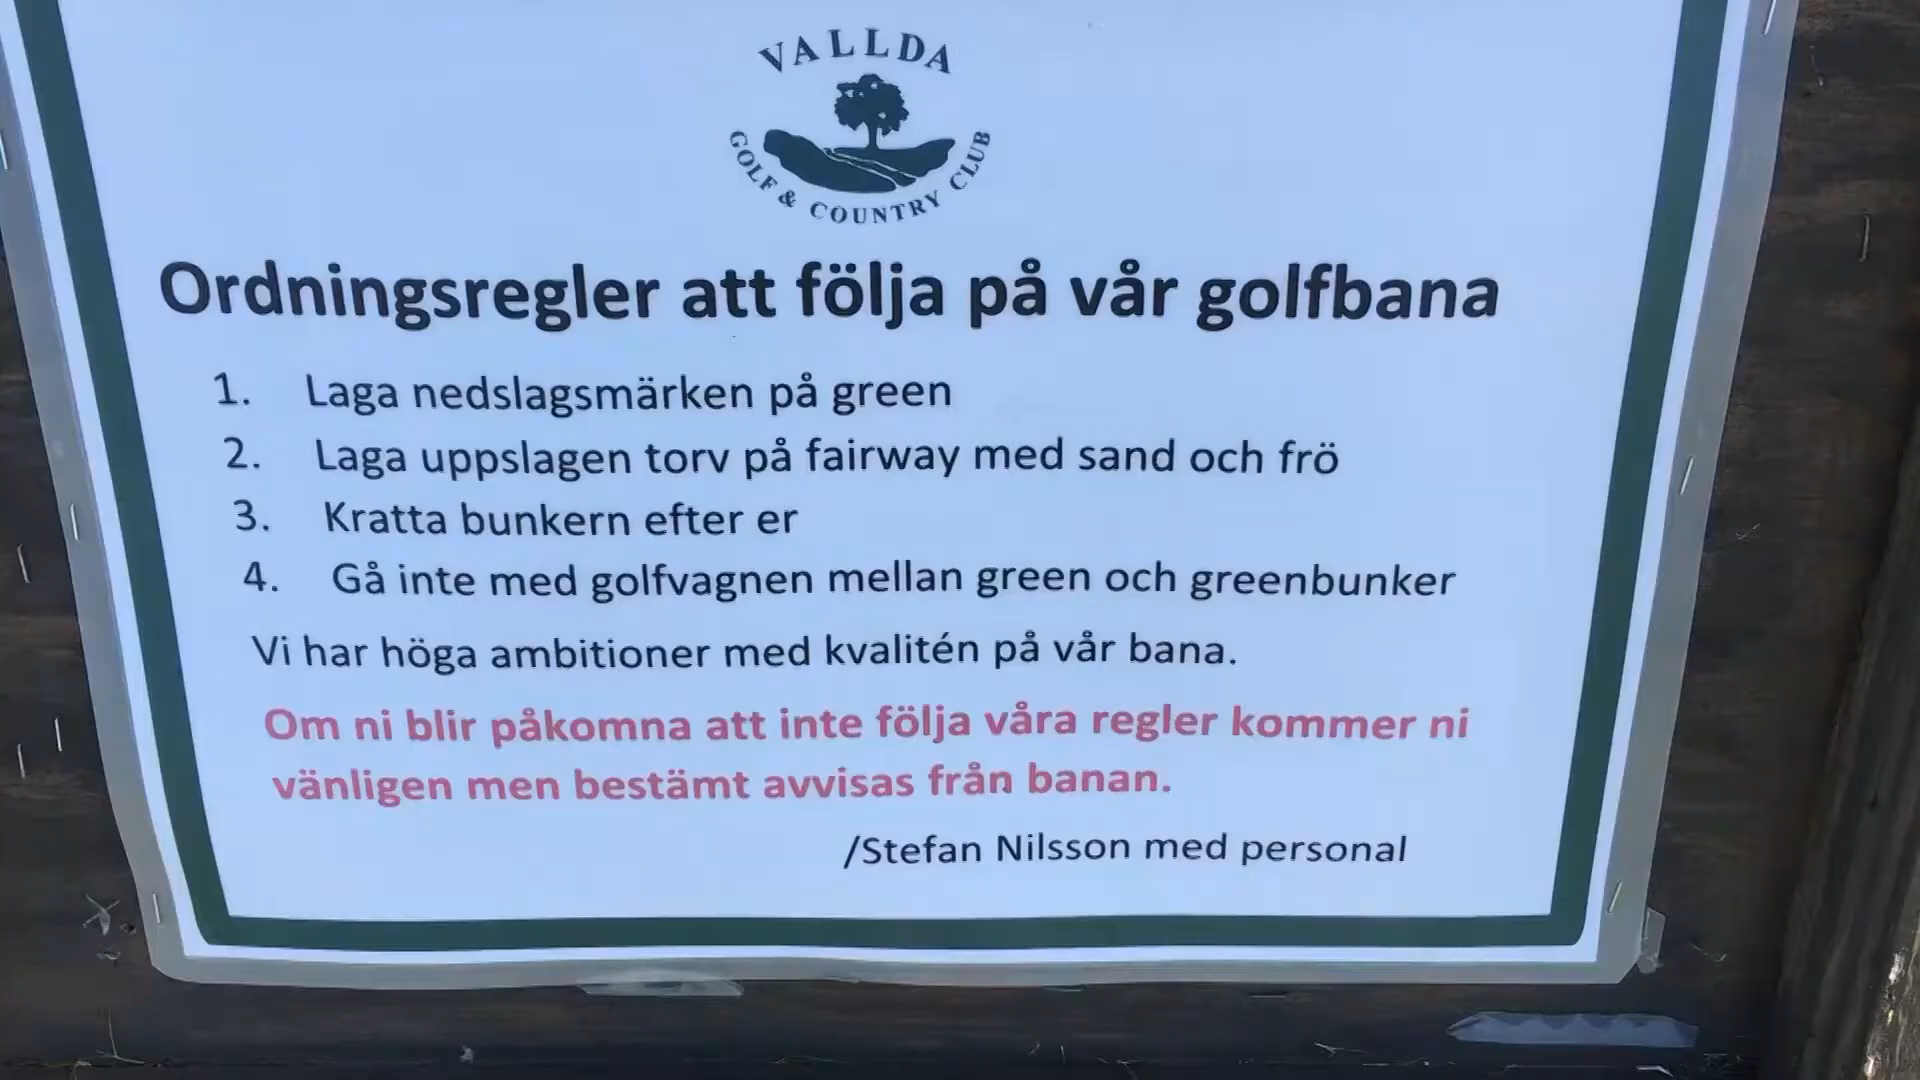 VALLDA
GOLF & COUNTRY CLUB
Ordningsregler att följa på vår golfbana
1. Laga nedslagsmärken på green
2. Laga uppslagen torv på fairway med sand och frö
3. Kratta bunkern efter er
4. Gå inte med golfvagnen mellan green och greenbunker
Vi har höga ambitioner med kvalitén på vår bana.
Om ni blir påkomna att inte följa våra regler kommer ni
vänligen men bestämt avvisas från banan.
/Stefan Nilsson med personal